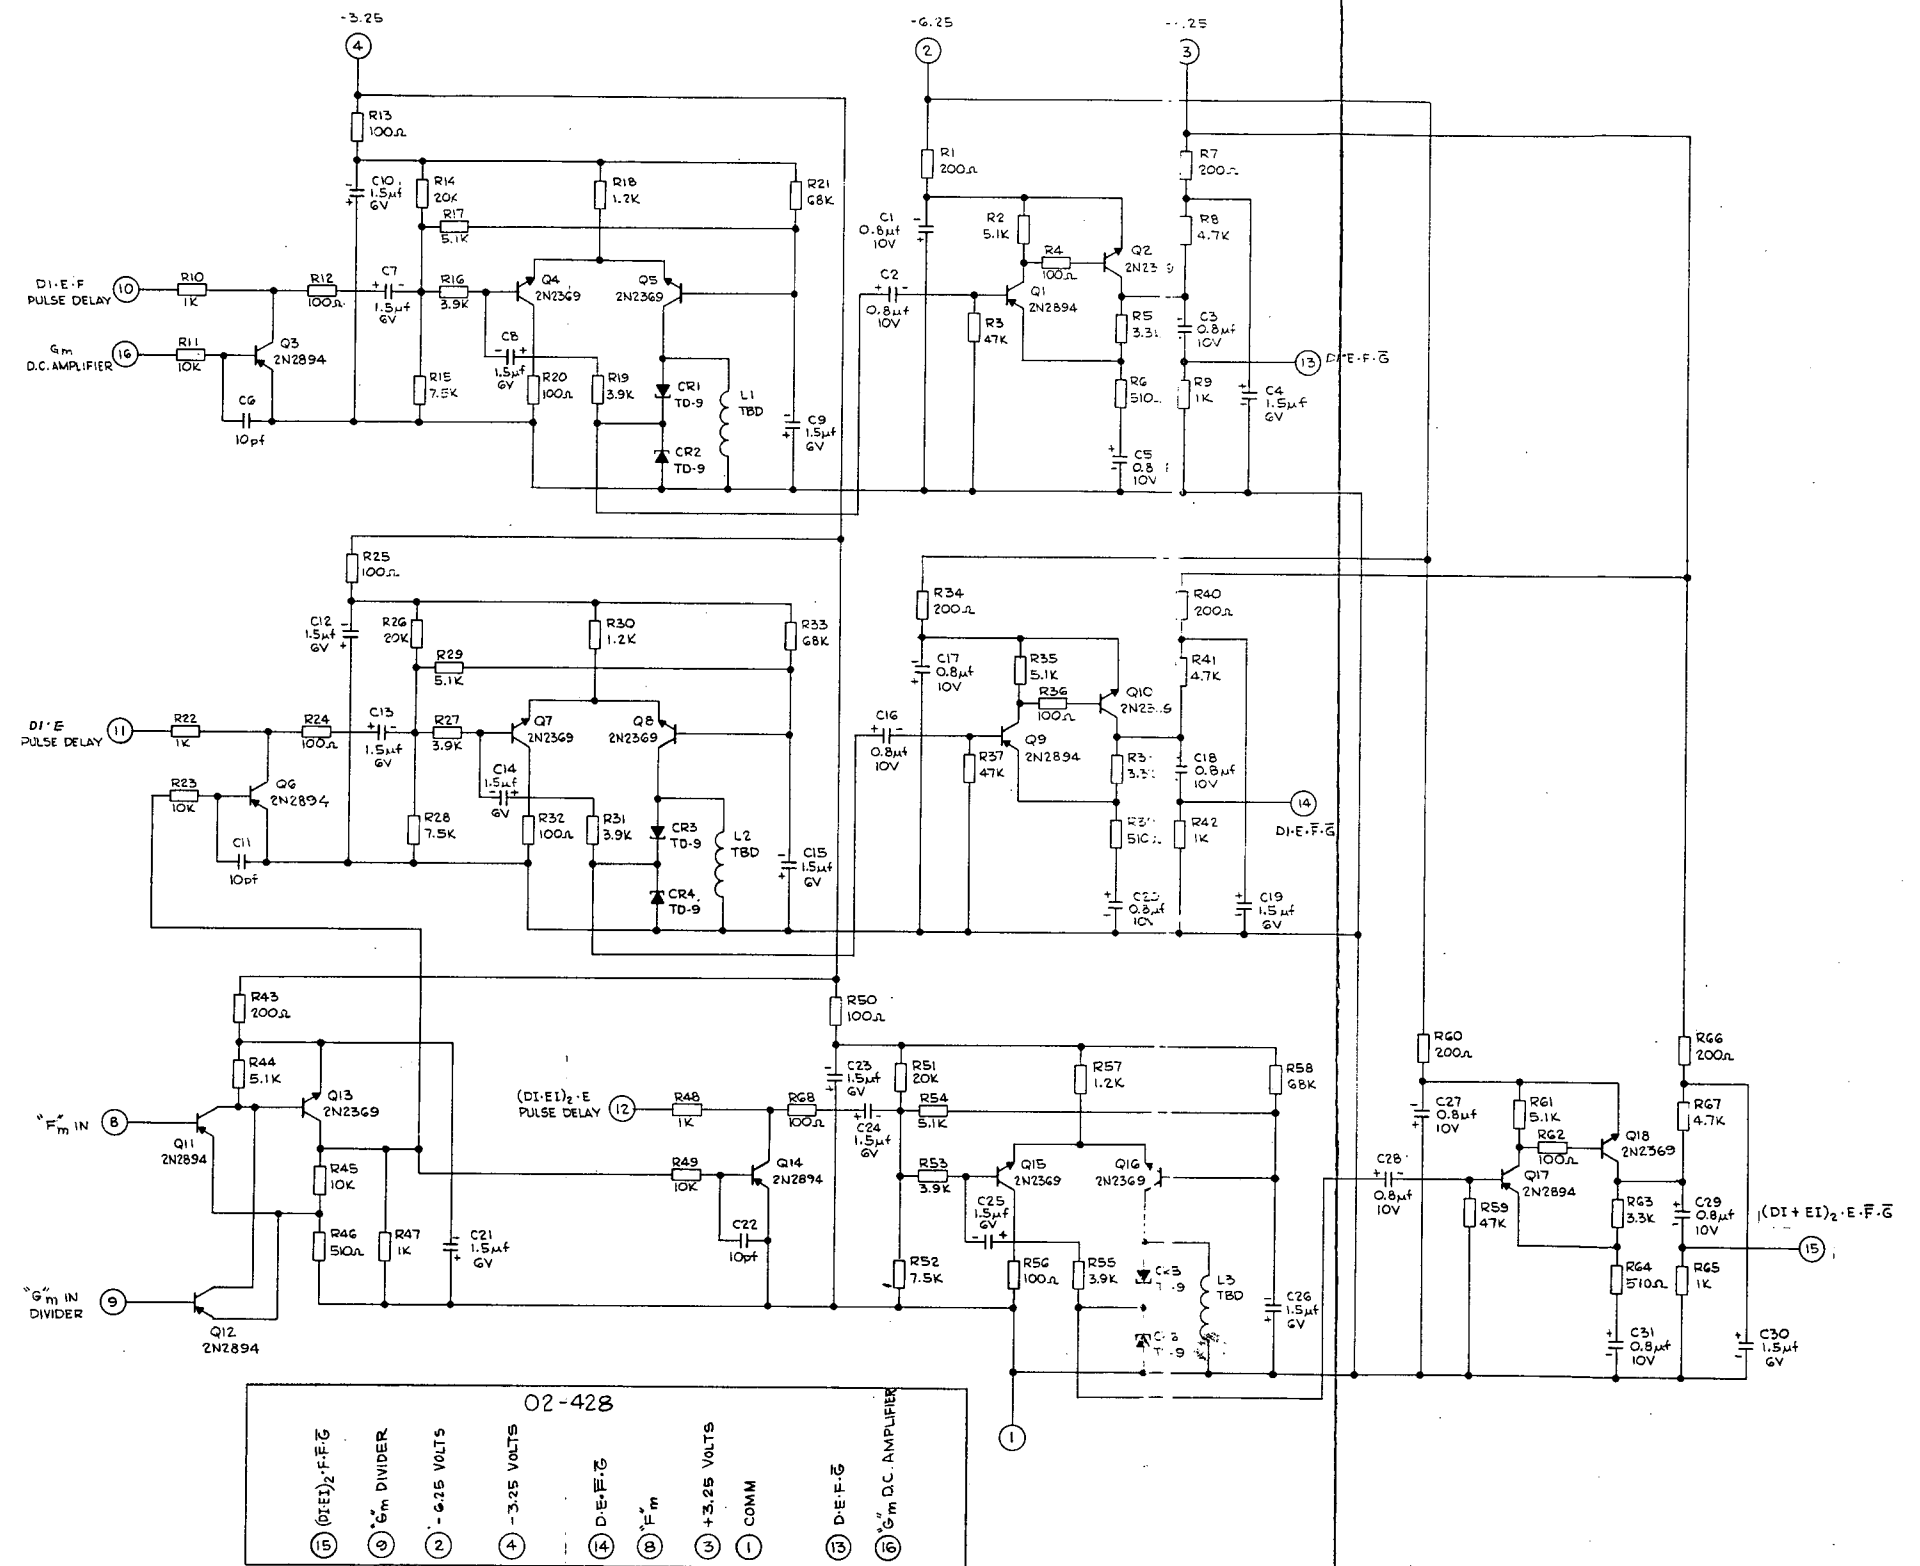 -3.25
4
-6.25
2
3
R13
100Ω
C10
1.5µf
6V
R14
20K
R17
5.1K
R18
1.2K
R21
68K
R1
200Ω
R7
200Ω
C1
0.8µf
10V
R2
5.1K
R4
100Ω
Q2
R8
4.7K
DI·E·F
PULSE DELAY
10
R10
1K
R12
100Ω
C7
1.5µf
6V
R16
3.9K
Q4
2N2369
Q5
2N2369
C2
0.8µf
10V
Q1
2N2894
R3
47K
R5
C3
0.8µf
10V
Gm
D.C. AMPLIFIER
16
R11
10K
Q3
2N2894
C8
1.5µf
6V
R15
7.5K
R20
100Ω
R19
3.9K
CR1
TD-9
L1
TBD
13
R6
R9
1K
C4
1.5µf
6V
C6
10pf
CR2
TD-9
C9
1.5µf
6V
C5
10V
R25
100Ω
C12
1.5µf
6V
R26
20K
R29
5.1K
R30
1.2K
R33
68K
R34
200Ω
R40
200Ω
C17
0.8µf
10V
R35
5.1K
R36
100Ω
Q10
R41
4.7K
DI·E
PULSE DELAY
11
R22
1K
R24
100Ω
C13
1.5µf
6V
R27
3.9K
Q7
2N2369
Q8
2N2369
C16
0.8µf
10V
Q9
2N2894
R37
47K
C18
0.8µf
10V
R23
10K
Q6
2N2894
C14
1.5µf
6V
R28
7.5K
R32
100Ω
R31
3.9K
CR3
TD-9
L2
TBD
14
DI·E·F̅·G̅
R42
1K
C11
10pf
CR4
TD-9
C15
1.5µf
6V
0.8µf
10V
C19
1.5µf
6V
R43
200Ω
R50
100Ω
R44
5.1K
Q13
2N2369
(DI·EI)₂·E
PULSE DELAY
12
R48
1K
R68
100Ω
C23
1.5µf
6V
C24
1.5µf
6V
R51
20K
R54
5.1K
R57
1.2K
R58
68K
R60
200Ω
R66
200Ω
C27
0.8µf
10V
R61
5.1K
R62
100Ω
Q18
2N2369
R67
4.7K
"F"m IN
8
Q11
2N2894
R45
10K
R49
10K
Q14
2N2894
R53
3.9K
Q15
2N2369
Q16
2N2369
C28
0.8µf
10V
Q17
2N2894
R59
47K
R63
3.3K
C29
0.8µf
10V
(DI + EI)₂·E·F̅·G̅
15
R46
510Ω
R47
1K
C21
1.5µf
6V
C22
10pf
C25
1.5µf
6V
R52
7.5K
R56
100Ω
R55
3.9K
L3
TBD
C26
1.5µf
6V
R64
510Ω
R65
1K
"G"m IN
DIVIDER
9
Q12
2N2894
C31
0.8µf
10V
C30
1.5µf
6V
1
02-428
15 (DI·EI)₂·F·F·G̅
9 "G"m DIVIDER
2 -6.25 VOLTS
4 -3.25 VOLTS
14 D·E·F̅·G̅
8 "F"m
3 +3.25 VOLTS
1 COMM
13 D·E·F·G̅
16 "G"m D.C. AMPLIFIER